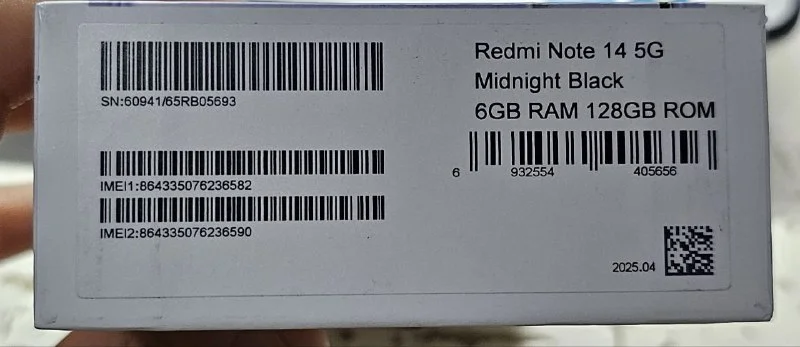 SN:60941/65RB05693
IMEI1:864335076236582
IMEI2:864335076236590
Redmi Note 14 5G
Midnight Black
6GB RAM 128GB ROM
6 932554 405656
2025.04